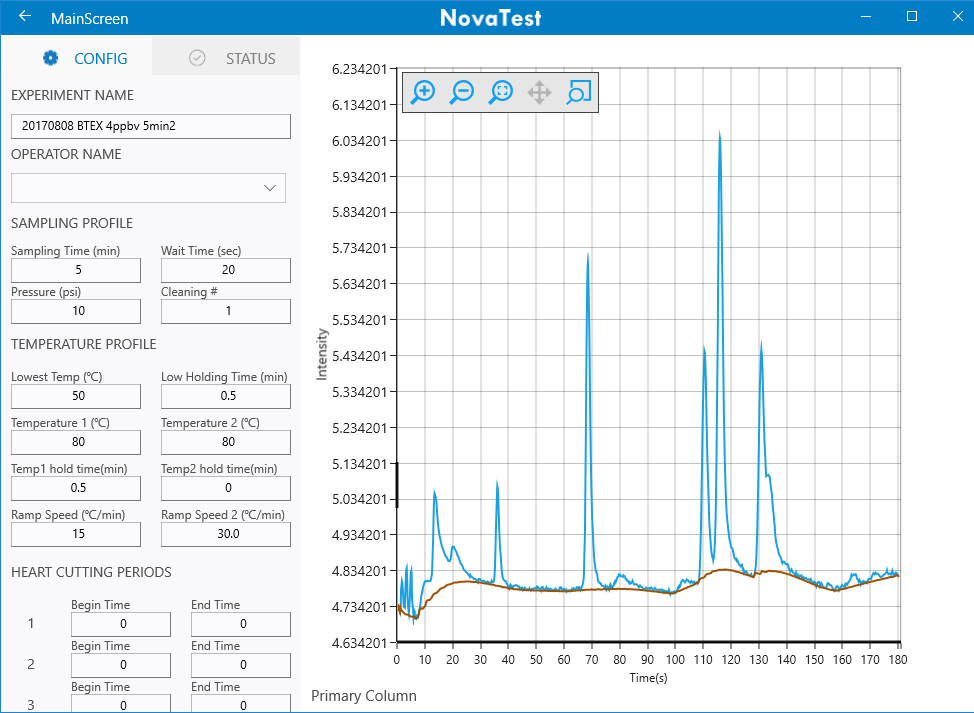 MainScreen
NovaTest
CONFIG STATUS
EXPERIMENT NAME
20170808 BTEX 4ppbv 5min2
OPERATOR NAME
SAMPLING PROFILE
Sampling Time (min) Wait Time (sec)
5 20
Pressure (psi) Cleaning #
10 1
TEMPERATURE PROFILE
Lowest Temp (℃) Low Holding Time (min)
50 0.5
Temperature 1 (℃) Temperature 2 (℃)
80 80
Temp1 hold time(min) Temp2 hold time(min)
0.5 0
Ramp Speed (℃/min) Ramp Speed 2 (℃/min)
15 30.0
HEART CUTTING PERIODS
Begin Time End Time
1 0 0
Begin Time End Time
2 0 0
Begin Time End Time
3 0 0
6.234201
6.134201
6.034201
5.934201
5.834201
5.734201
5.634201
5.534201
5.434201
5.334201
5.234201
5.134201
5.034201
4.934201
4.834201
4.734201
4.634201
Intensity
0 10 20 30 40 50 60 70 80 90 100 110 120 130 140 150 160 170 180
Time(s)
Primary Column